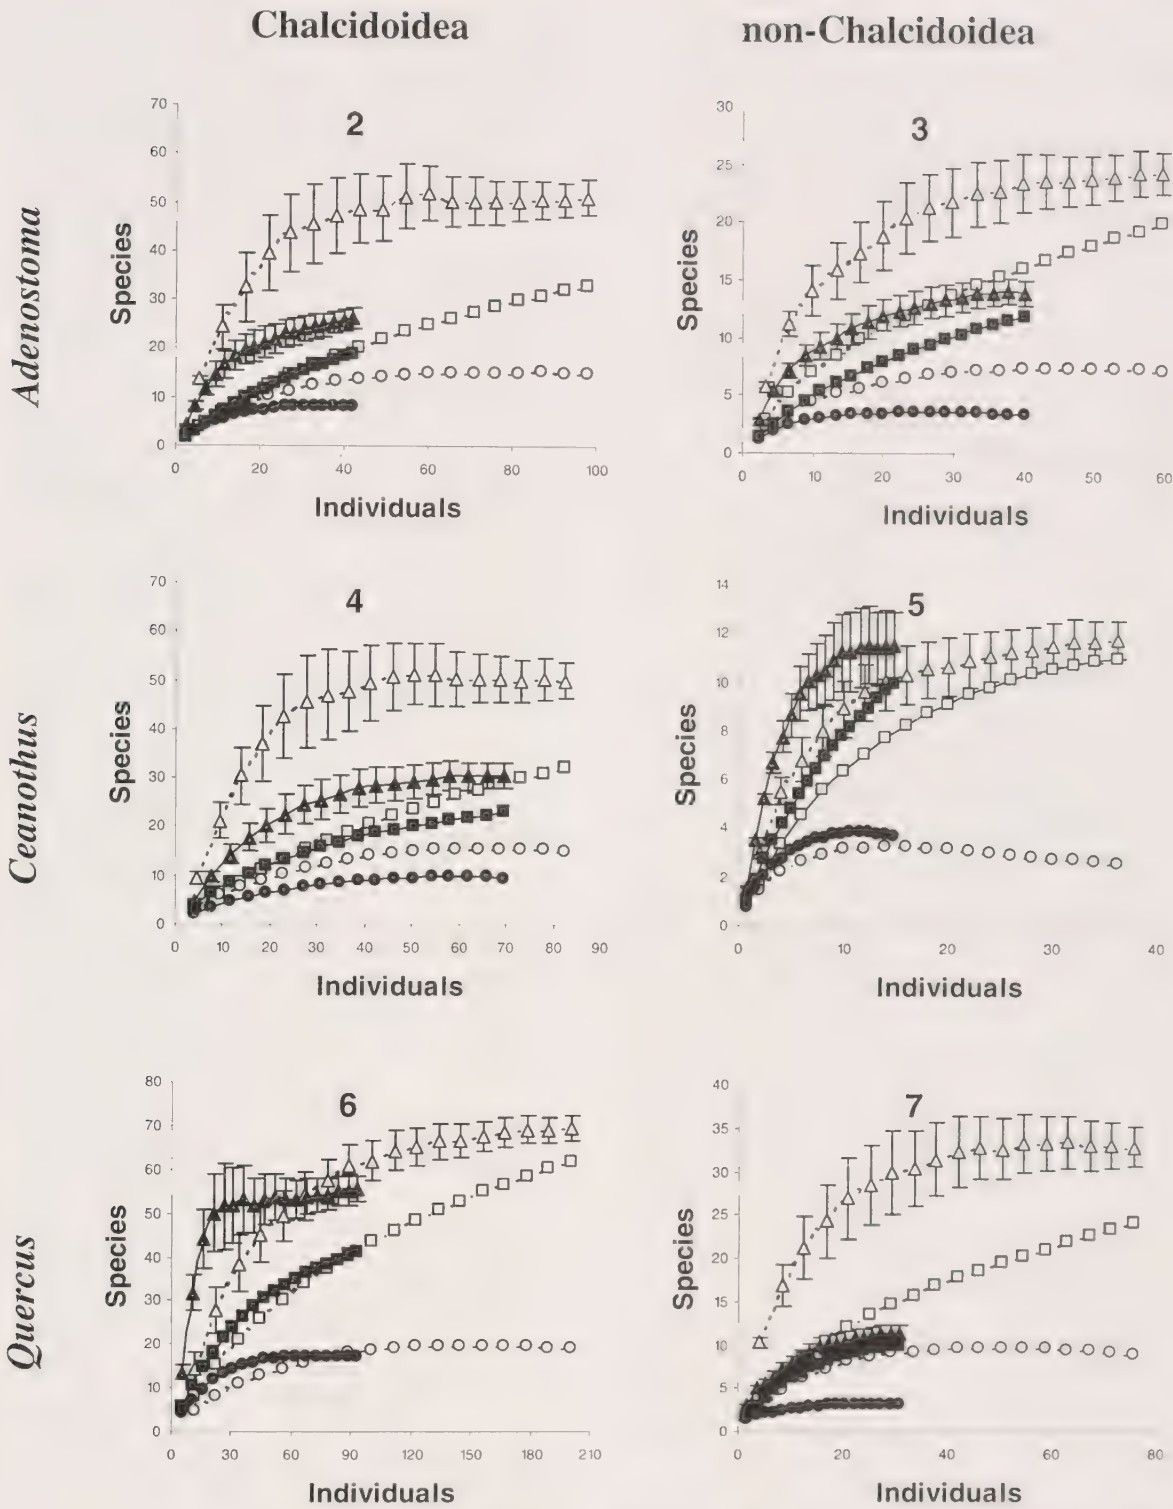 Chalcidoidea
non-Chalcidoidea
Adenostoma
2
Species
70
60
50
40
30
20
10
0
0 20 40 60 80 100
Individuals
3
Species
30
25
20
15
10
5
0
0 10 20 30 40 50 60
Individuals
Ceanothus
4
Species
70
60
50
40
30
20
10
0
0 10 20 30 40 50 60 70 80 90
Individuals
5
Species
14
12
10
8
6
4
2
0
0 10 20 30 40
Individuals
Quercus
6
Species
80
70
60
50
40
30
20
10
0
0 30 60 90 120 150 180 210
Individuals
7
Species
40
35
30
25
20
15
10
5
0
0 20 40 60 80
Individuals